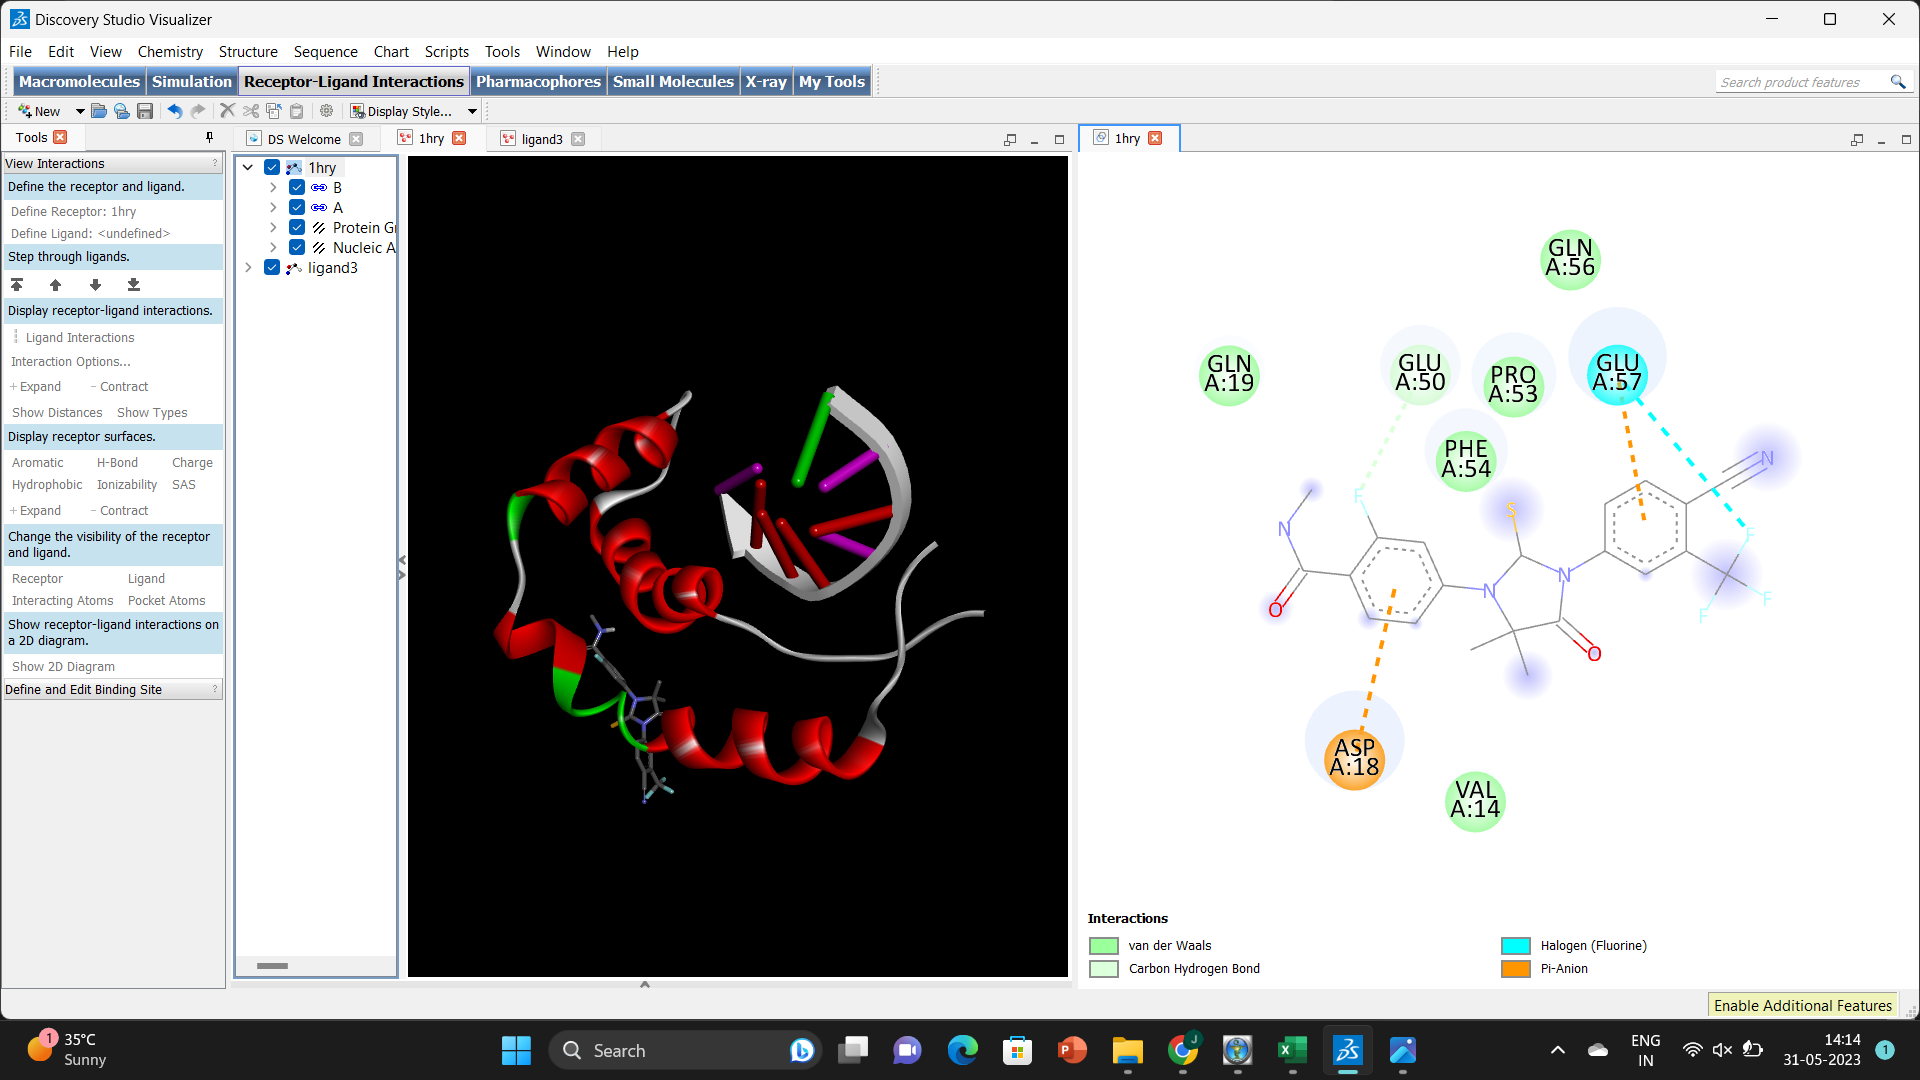 Discovery Studio Visualizer
File Edit View Chemistry Structure Sequence Chart Scripts Tools Window Help
Macromolecules Simulation Receptor-Ligand Interactions Pharmacophores Small Molecules X-ray My Tools
Search product features
New Display Style...
Tools
DS Welcome 1hry ligand3
1hry
View Interactions ?
Define the receptor and ligand.
Define Receptor: 1hry
Define Ligand: <undefined>
Step through ligands.
Display receptor-ligand interactions.
Ligand Interactions
Interaction Options...
+ Expand - Contract
Show Distances Show Types
Display receptor surfaces.
Aromatic H-Bond Charge
Hydrophobic Ionizability SAS
+ Expand - Contract
Change the visibility of the receptor
and ligand.
Receptor Ligand
Interacting Atoms Pocket Atoms
Show receptor-ligand interactions on
a 2D diagram.
Show 2D Diagram
Define and Edit Binding Site ?
1hry
B
A
Protein Gr
Nucleic A
ligand3
GLN
A:56
GLN
A:19
GLU
A:50
PRO
A:53
GLU
A:57
PHE
A:54
N
F
S
N
F
O
N
N
F
F
O
ASP
A:18
VAL
A:14
Interactions
van der Waals
Carbon Hydrogen Bond
Halogen (Fluorine)
Pi-Anion
Enable Additional Features
1
35°C
Sunny
Search
J
ENG
IN
14:14
31-05-2023
1